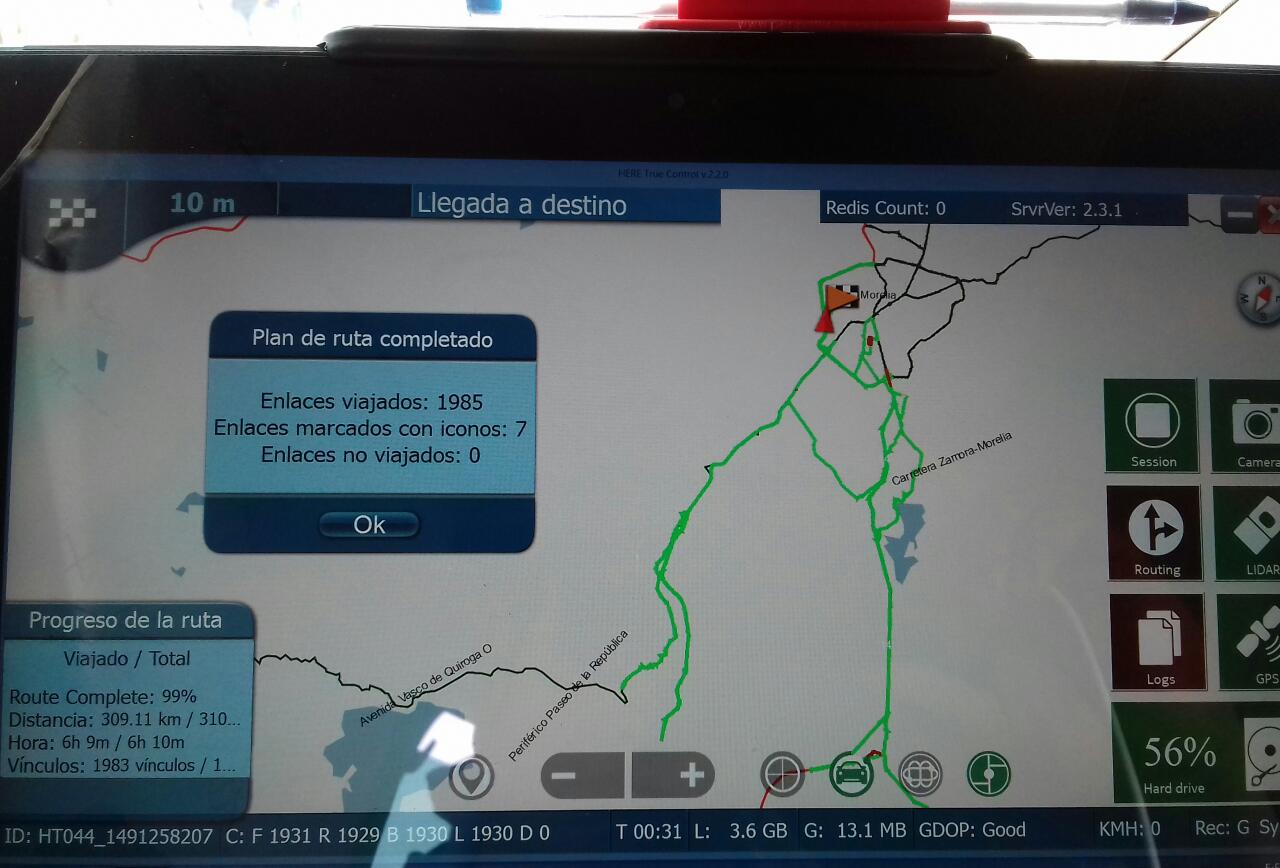 HERE True Control v.2.2.0
10 m
Llegada a destino
Redis Count: 0
SrvrVer: 2.3.1
N
W
S
Morelia
Plan de ruta completado
Enlaces viajados: 1985
Enlaces marcados con iconos: 7
Enlaces no viajados: 0
Ok
Carretera Zamora-Morelia
Session
Camera
Routing
LIDAR
Logs
GPS
Progreso de la ruta
Viajado / Total
Route Complete: 99%
Distancia: 309.11 km / 310...
Hora: 6h 9m / 6h 10m
Vínculos: 1983 vínculos / 1...
Avenida Vasco de Quiroga O
Periférico Paseo de la República
56%
Hard drive
ID: HT044_1491258207 C: F 1931 R 1929 B 1930 L 1930 D 0
T 00:31 L: 3.6 GB G: 13.1 MB GDOP: Good
KMH: 0 Rec: G Sy